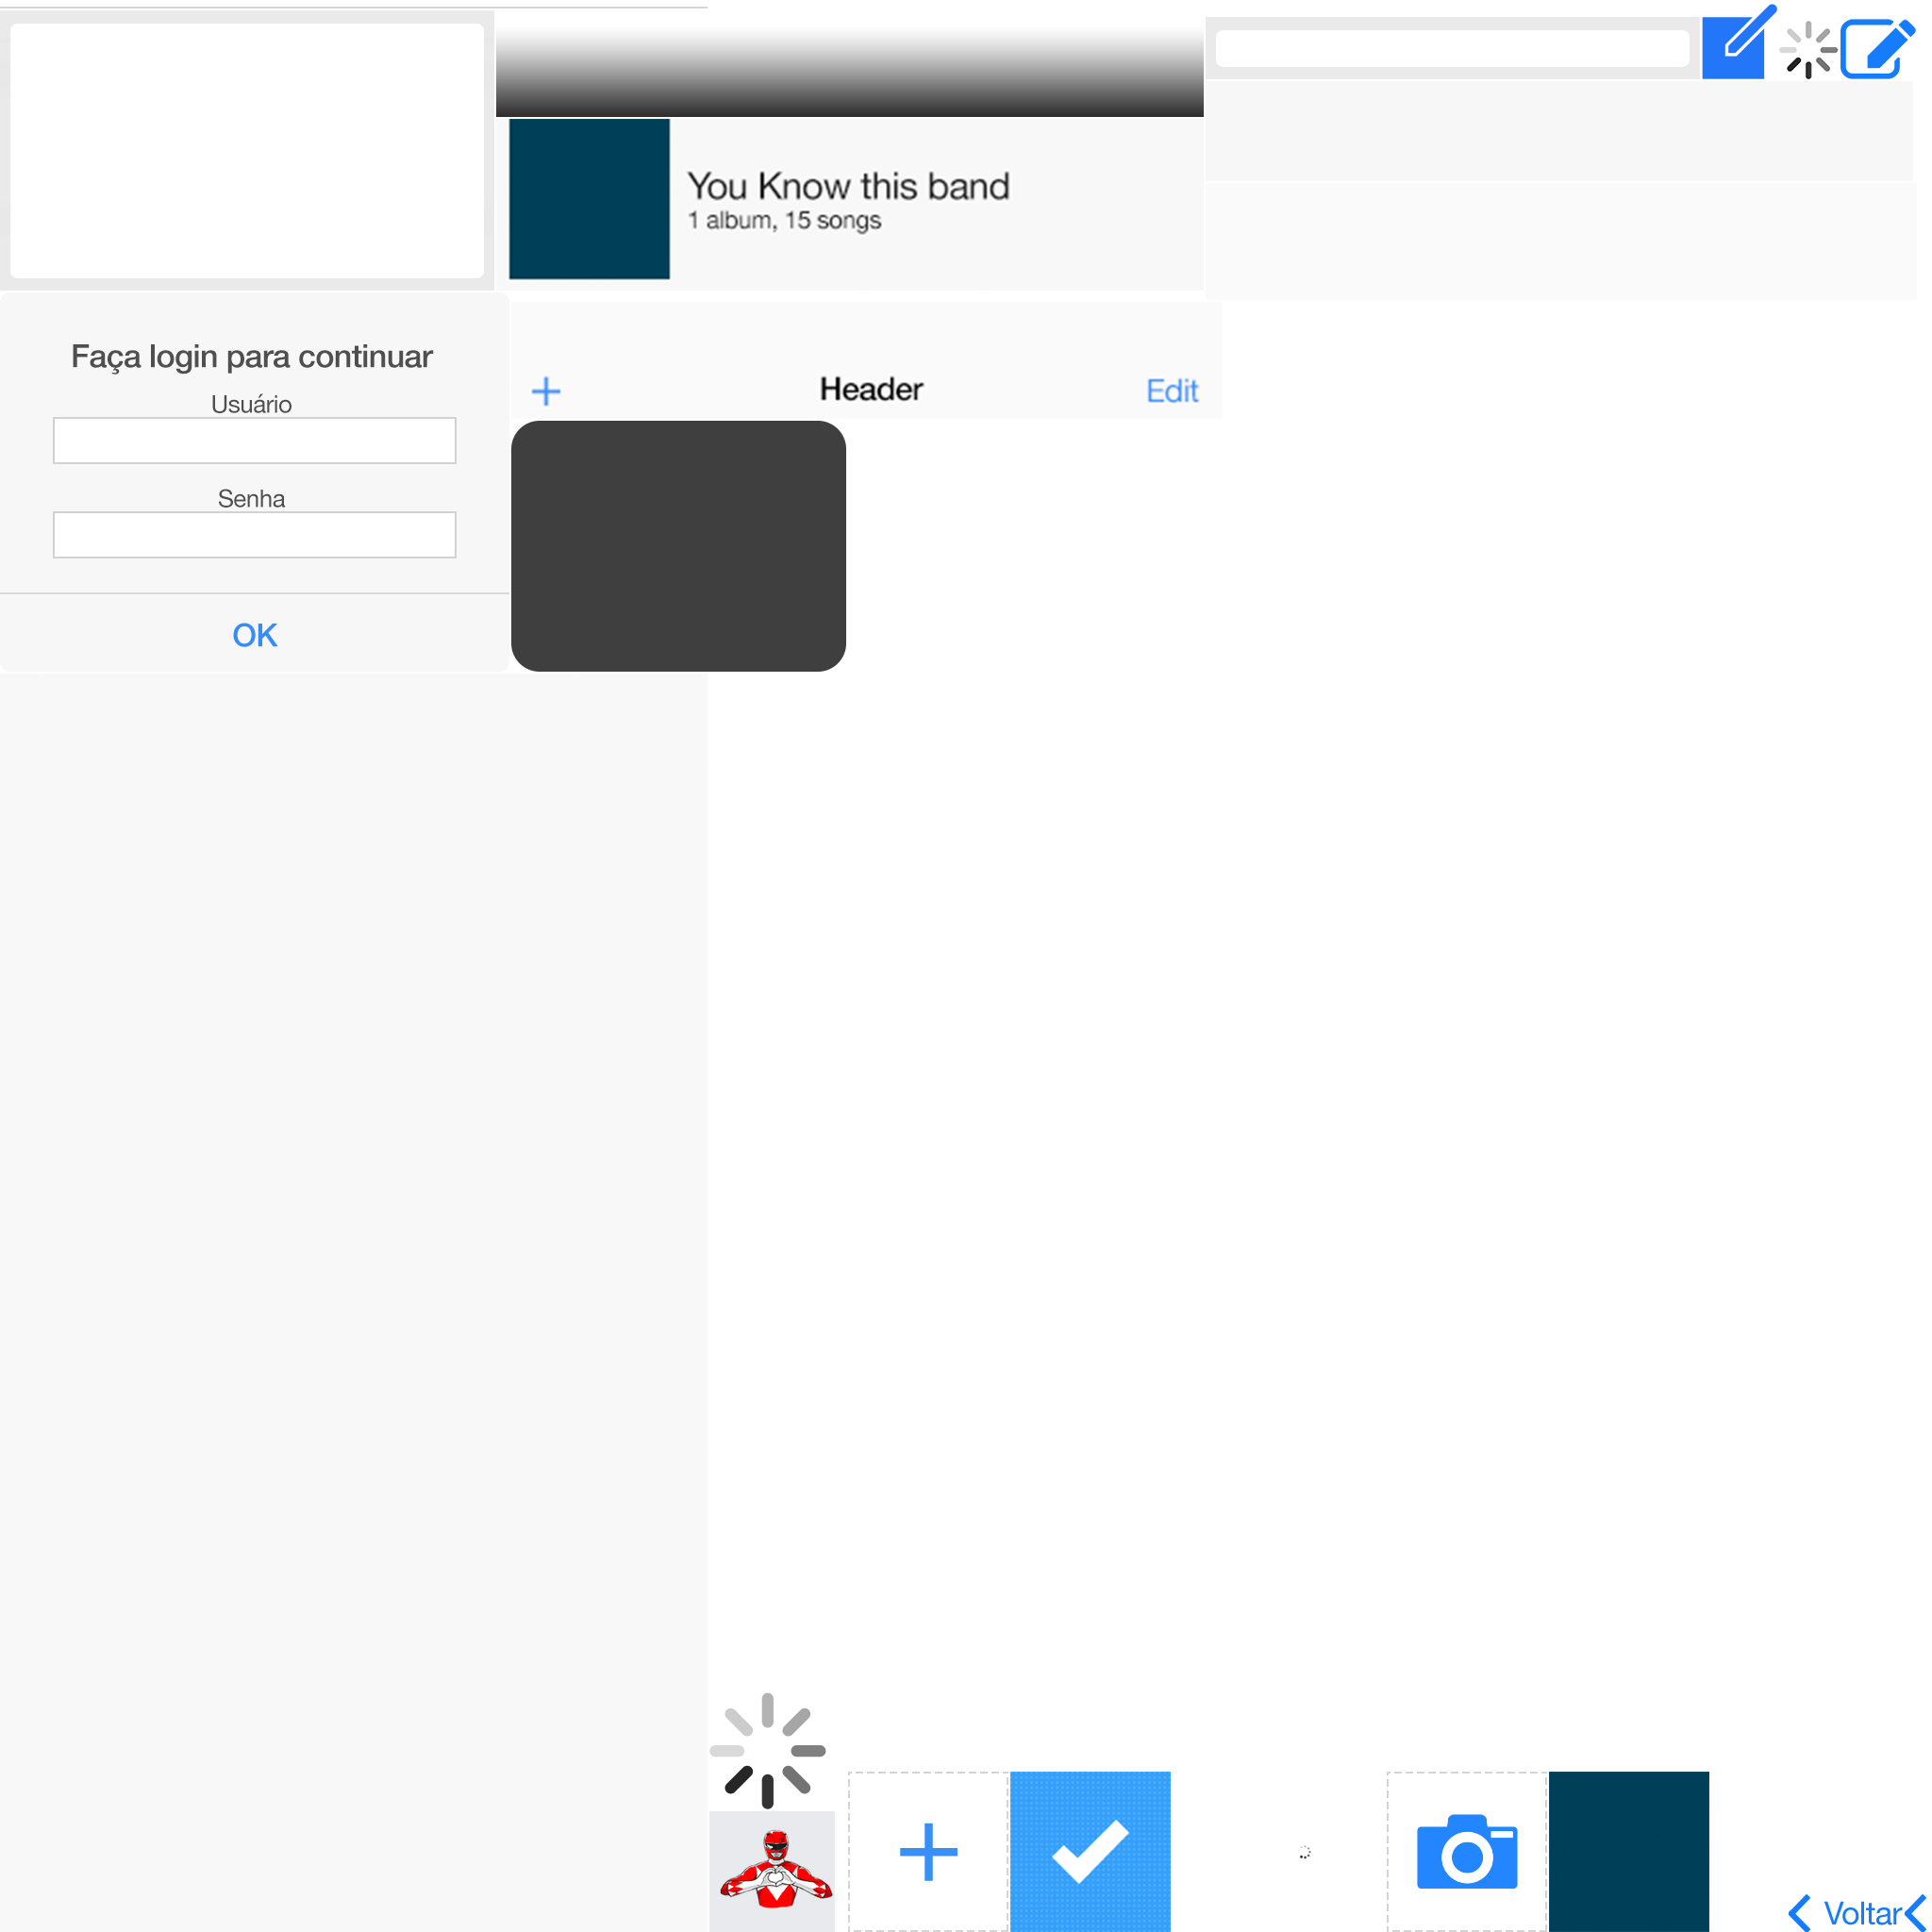 You Know this band
1 album, 15 songs
Faça login para continuar
Usuário
Senha
OK
Header
Edit
Voltar